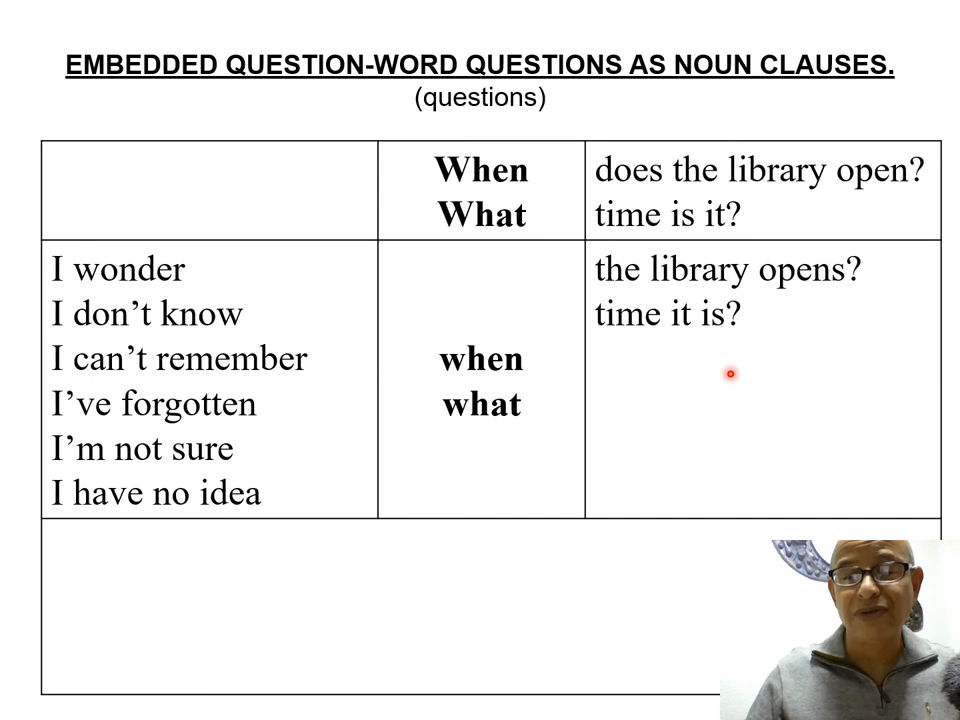 EMBEDDED QUESTION-WORD QUESTIONS AS NOUN CLAUSES.
(questions)
When
What
does the library open?
time is it?
I wonder
I don’t know
I can’t remember
I’ve forgotten
I’m not sure
I have no idea
when
what
the library opens?
time it is?